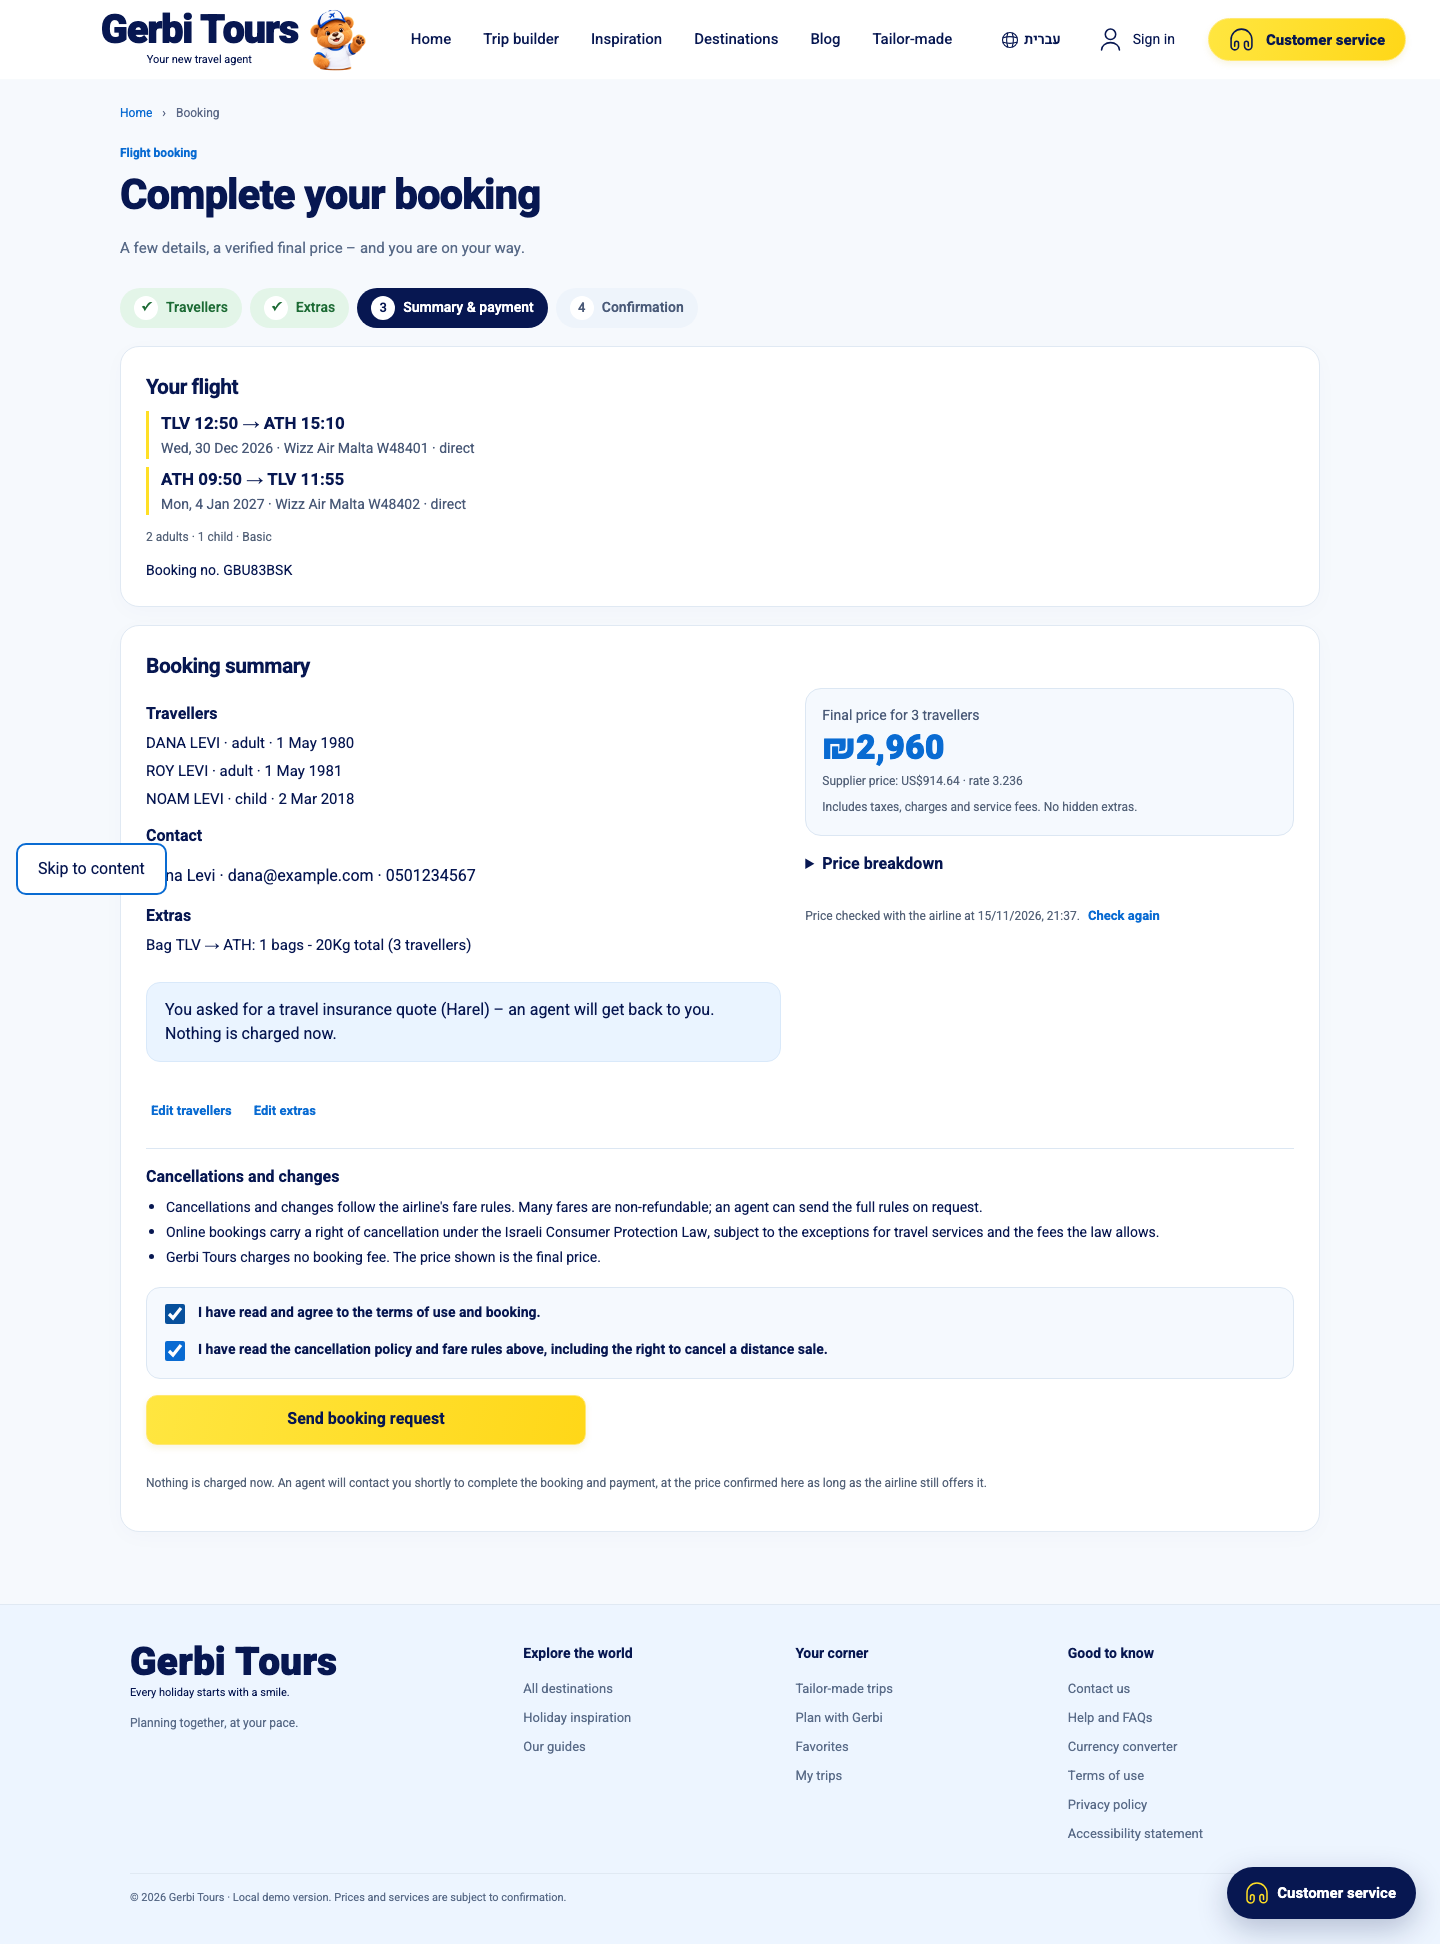 Gerbi Tours
Your new travel agent
Home
Trip builder
Inspiration
Destinations
Blog
Tailor-made
עברית
Sign in
Customer service
Home › Booking
Flight booking
Complete your booking
A few details, a verified final price – and you are on your way.
✓ Travellers
✓ Extras
3 Summary & payment
4 Confirmation
Your flight
TLV 12:50 → ATH 15:10
Wed, 30 Dec 2026 · Wizz Air Malta W48401 · direct
ATH 09:50 → TLV 11:55
Mon, 4 Jan 2027 · Wizz Air Malta W48402 · direct
2 adults · 1 child · Basic
Booking no. GBU83BSK
Booking summary
Travellers
DANA LEVI · adult · 1 May 1980
ROY LEVI · adult · 1 May 1981
NOAM LEVI · child · 2 Mar 2018
Contact
Skip to content
na Levi · dana@example.com · 0501234567
Extras
Bag TLV → ATH: 1 bags - 20Kg total (3 travellers)
You asked for a travel insurance quote (Harel) – an agent will get back to you.
Nothing is charged now.
Edit travellers
Edit extras
Final price for 3 travellers
₪2,960
Supplier price: US$914.64 · rate 3.236
Includes taxes, charges and service fees. No hidden extras.
▶ Price breakdown
Price checked with the airline at 15/11/2026, 21:37. Check again
Cancellations and changes
• Cancellations and changes follow the airline's fare rules. Many fares are non-refundable; an agent can send the full rules on request.
• Online bookings carry a right of cancellation under the Israeli Consumer Protection Law, subject to the exceptions for travel services and the fees the law allows.
• Gerbi Tours charges no booking fee. The price shown is the final price.
I have read and agree to the terms of use and booking.
I have read the cancellation policy and fare rules above, including the right to cancel a distance sale.
Send booking request
Nothing is charged now. An agent will contact you shortly to complete the booking and payment, at the price confirmed here as long as the airline still offers it.
Gerbi Tours
Every holiday starts with a smile.
Planning together, at your pace.
Explore the world
All destinations
Holiday inspiration
Our guides
Your corner
Tailor-made trips
Plan with Gerbi
Favorites
My trips
Good to know
Contact us
Help and FAQs
Currency converter
Terms of use
Privacy policy
Accessibility statement
© 2026 Gerbi Tours · Local demo version. Prices and services are subject to confirmation.
Customer service